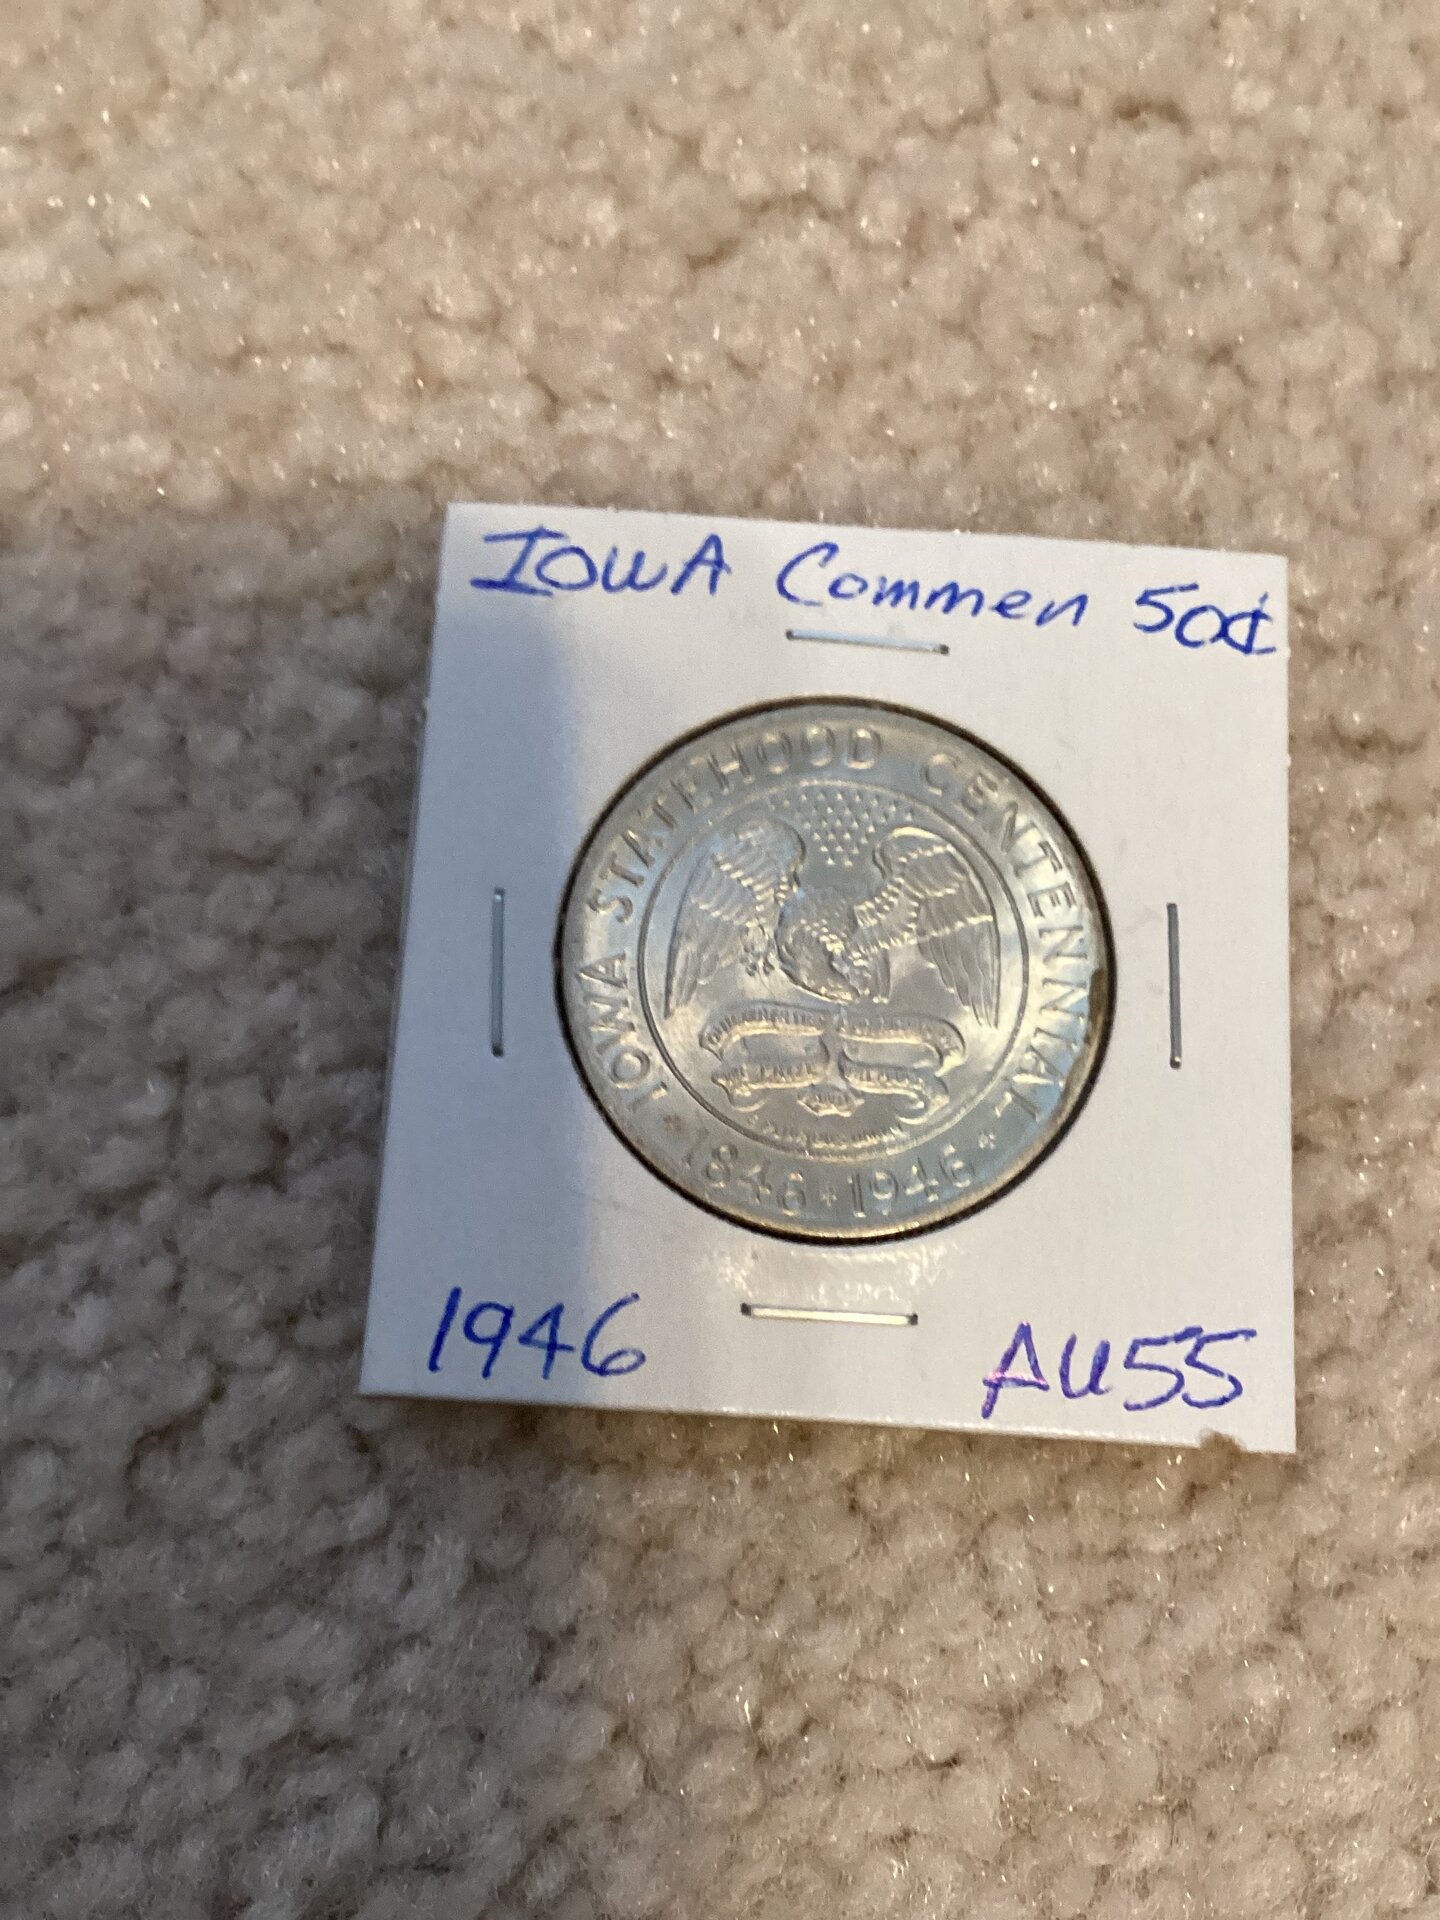 IOWA Commen 50¢
IOWA STATEHOOD CENTENNIAL
1846 + 1946
1946
AU55